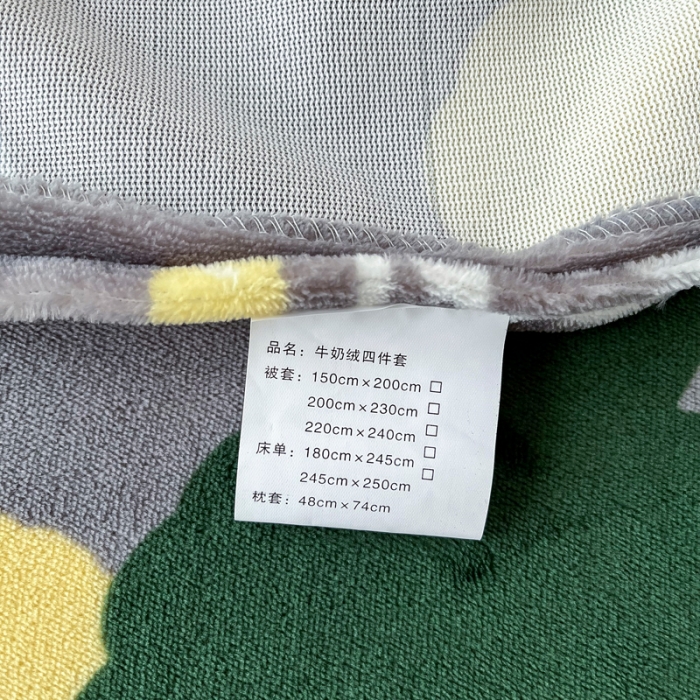 品名：牛奶绒四件套
被套：150cm×200cm □
200cm×230cm □
220cm×240cm □
床单：180cm×245cm □
245cm×250cm □
枕套：48cm×74cm